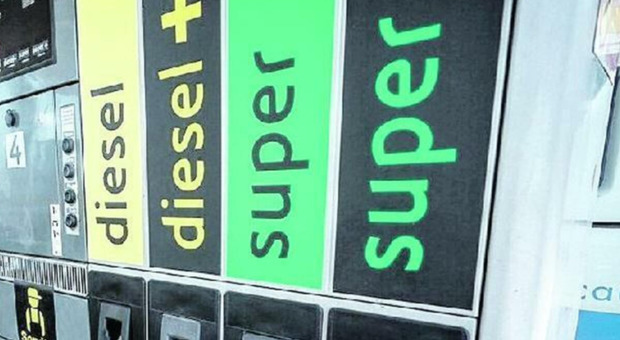 4
diesel
diesel+
super
super